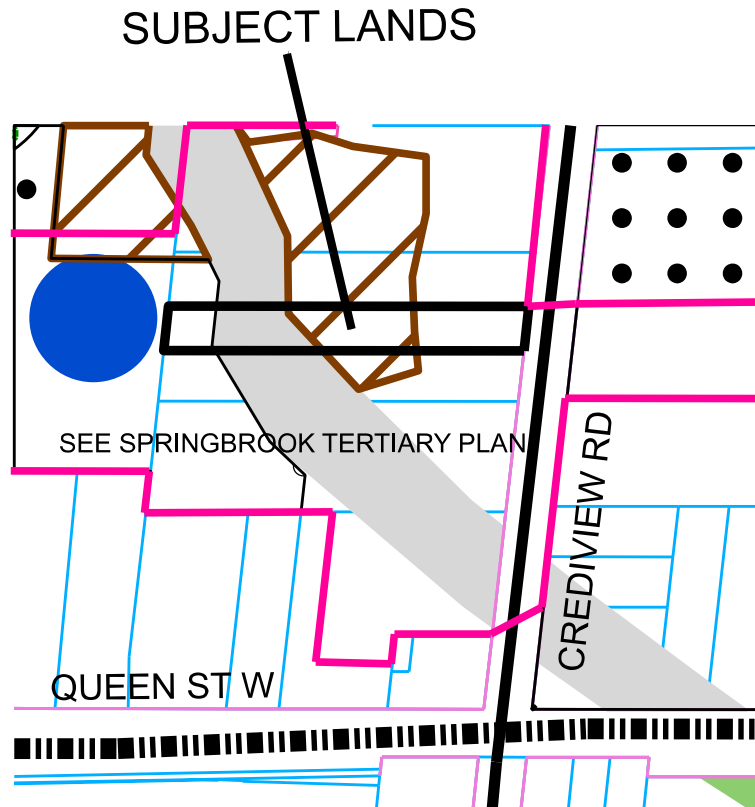 SUBJECT LANDS
SEE SPRINGBROOK TERTIARY PLAN
CREDIVIEW RD
QUEEN ST W